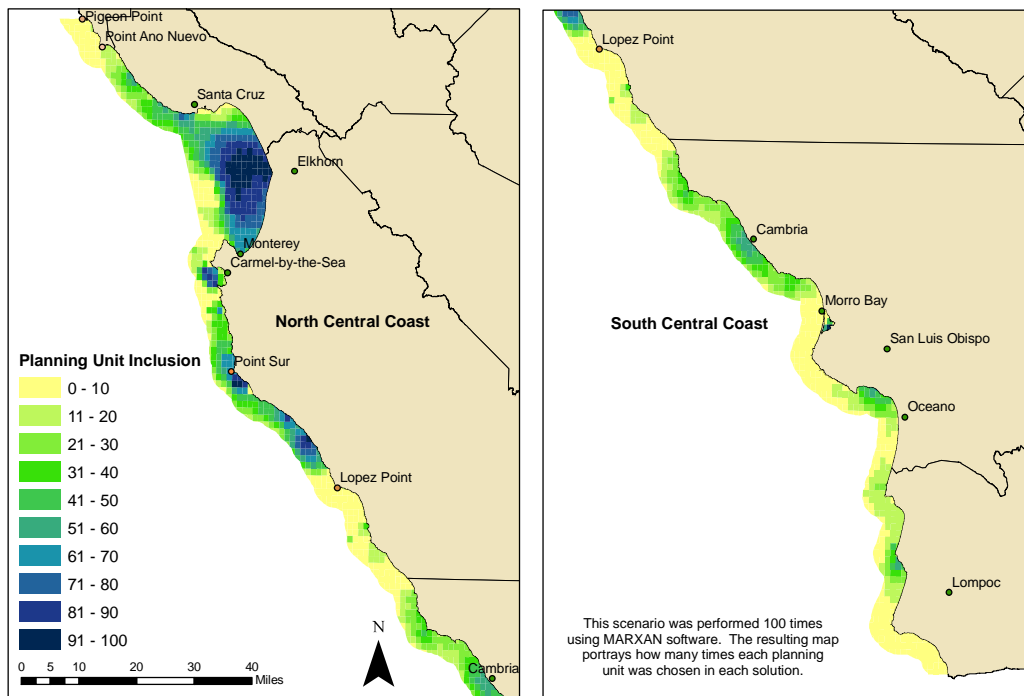 Pigeon Point
Point Ano Nuevo
Santa Cruz
Elkhorn
Monterey
Carmel-by-the-Sea
North Central Coast
Point Sur
Lopez Point
Cambria
Planning Unit Inclusion
0 - 10
11 - 20
21 - 30
31 - 40
41 - 50
51 - 60
61 - 70
71 - 80
81 - 90
91 - 100
0 5 10 20 30 40
Miles
N
Lopez Point
Cambria
Morro Bay
South Central Coast
San Luis Obispo
Oceano
Lompoc
This scenario was performed 100 times
using MARXAN software. The resulting map
portrays how many times each planning
unit was chosen in each solution.